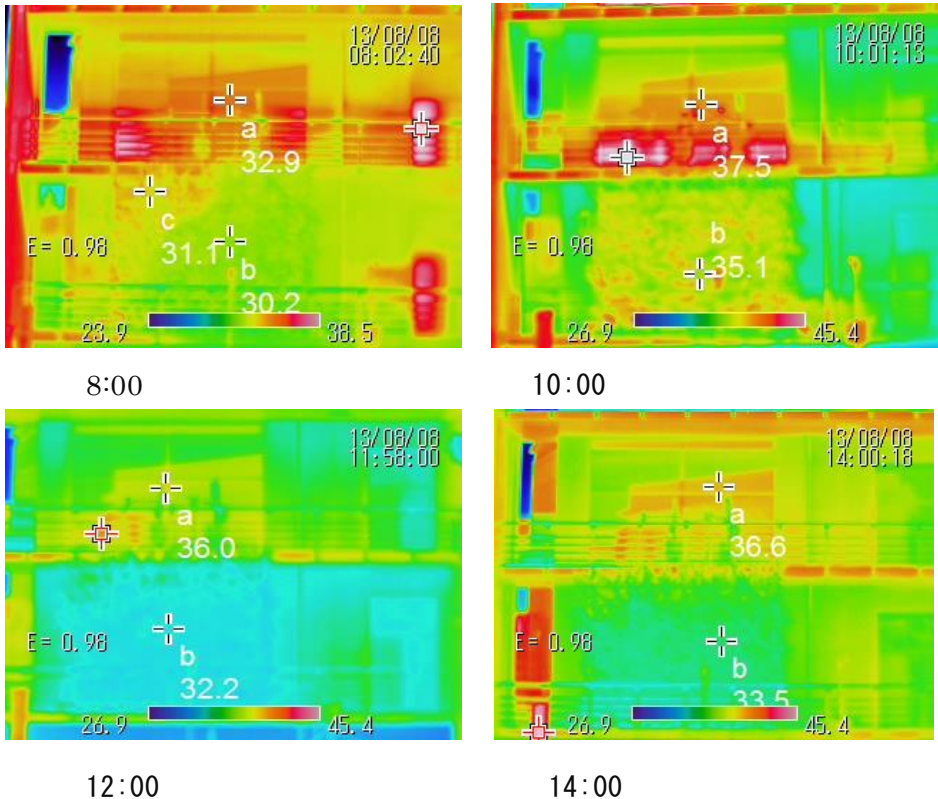 13/08/08
08:02:40
a
32.9
c
31.1
b
30.2
E= 0.98
23.9
38.5
8:00
13/08/08
10:01:13
a
37.5
b
35.1
E= 0.98
26.9
45.4
10:00
13/08/08
11:58:00
a
36.0
b
32.2
E= 0.98
26.9
45.4
12:00
13/08/08
14:00:18
a
36.6
b
33.5
E= 0.98
26.9
45.4
14:00